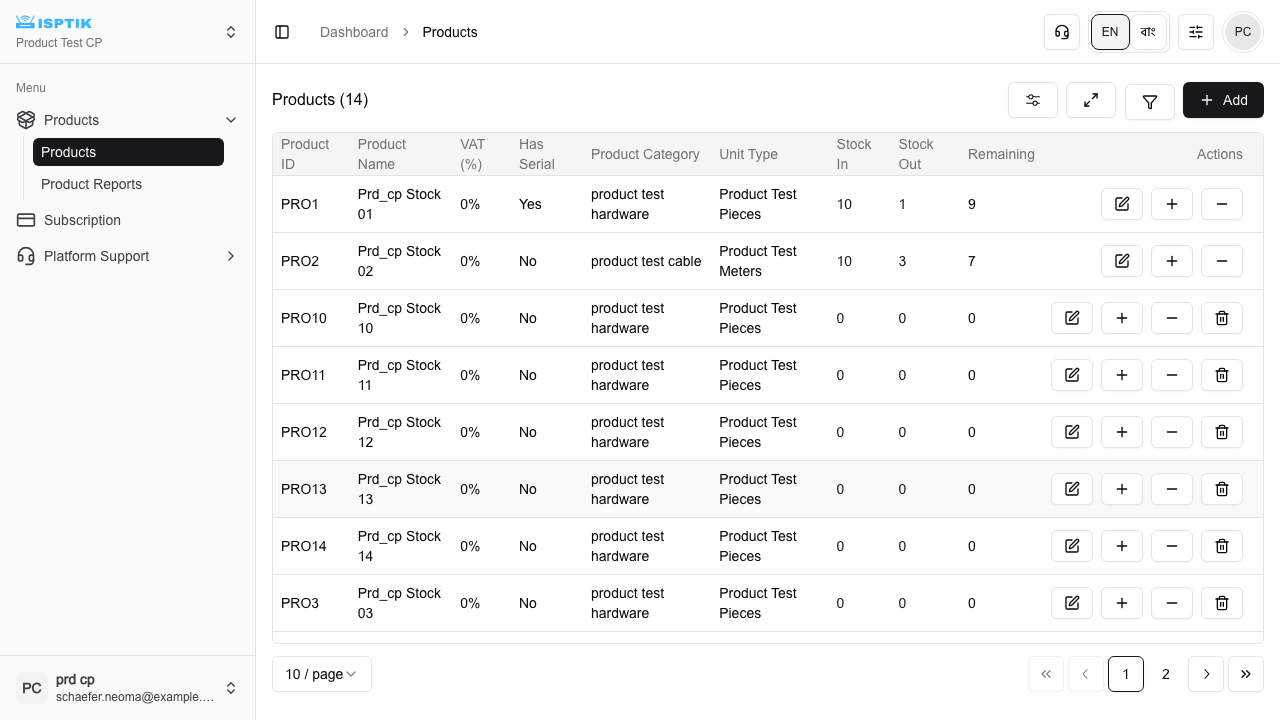 ISPTIK
Product Test CP
Menu
Products
Products
Product Reports
Subscription
Platform Support
PC
prd cp
schaefer.neoma@example.…
Dashboard
Products
EN
বাং
PC
Products (14)
Add
Product ID
Product Name
VAT (%)
Has Serial
Product Category
Unit Type
Stock In
Stock Out
Remaining
Actions
PRO1 Prd_cp Stock 01 0% Yes product test hardware Product Test Pieces 10 1 9
PRO2 Prd_cp Stock 02 0% No product test cable Product Test Meters 10 3 7
PRO10 Prd_cp Stock 10 0% No product test hardware Product Test Pieces 0 0 0
PRO11 Prd_cp Stock 11 0% No product test hardware Product Test Pieces 0 0 0
PRO12 Prd_cp Stock 12 0% No product test hardware Product Test Pieces 0 0 0
PRO13 Prd_cp Stock 13 0% No product test hardware Product Test Pieces 0 0 0
PRO14 Prd_cp Stock 14 0% No product test hardware Product Test Pieces 0 0 0
PRO3 Prd_cp Stock 03 0% No product test hardware Product Test Pieces 0 0 0
10 / page
1
2